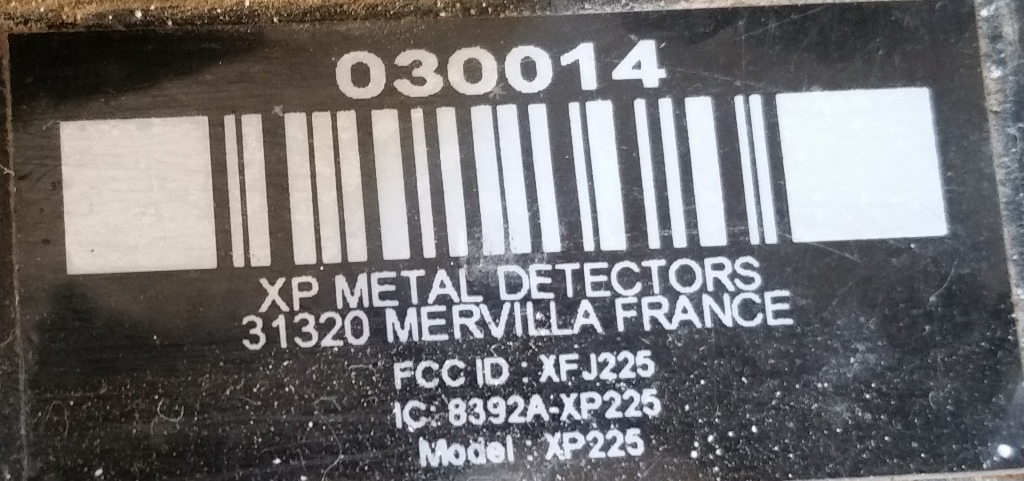 030014
XP METAL DETECTORS
31320 MERVILLA FRANCE
FCC ID : XFJ225
IC: 8392A-XP225
Model : XP225